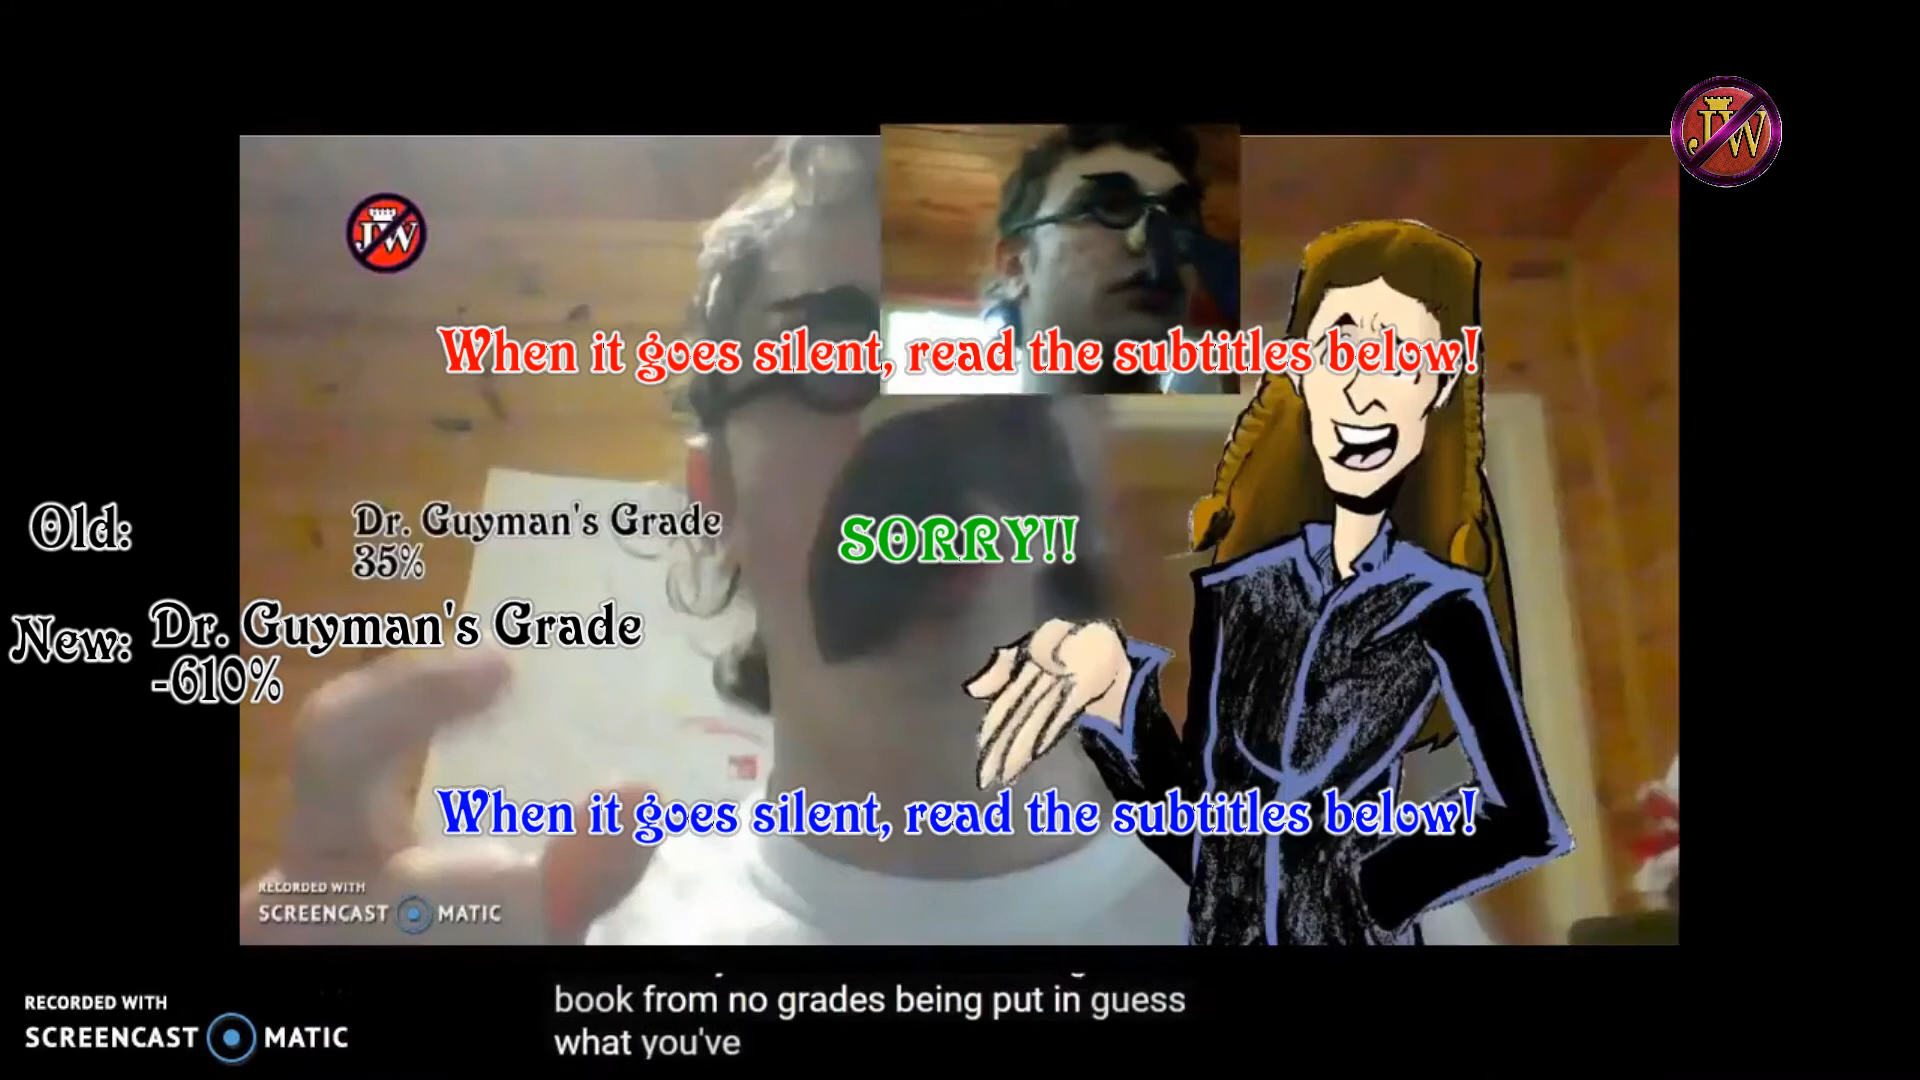 JW
JW
When it goes silent, read the subtitles below!
Old:
Dr. Guyman's Grade
35%
SORRY!!
New:
Dr. Guyman's Grade
-610%
When it goes silent, read the subtitles below!
RECORDED WITH
SCREENCAST MATIC
book from no grades being put in guess
what you've
RECORDED WITH
SCREENCAST MATIC